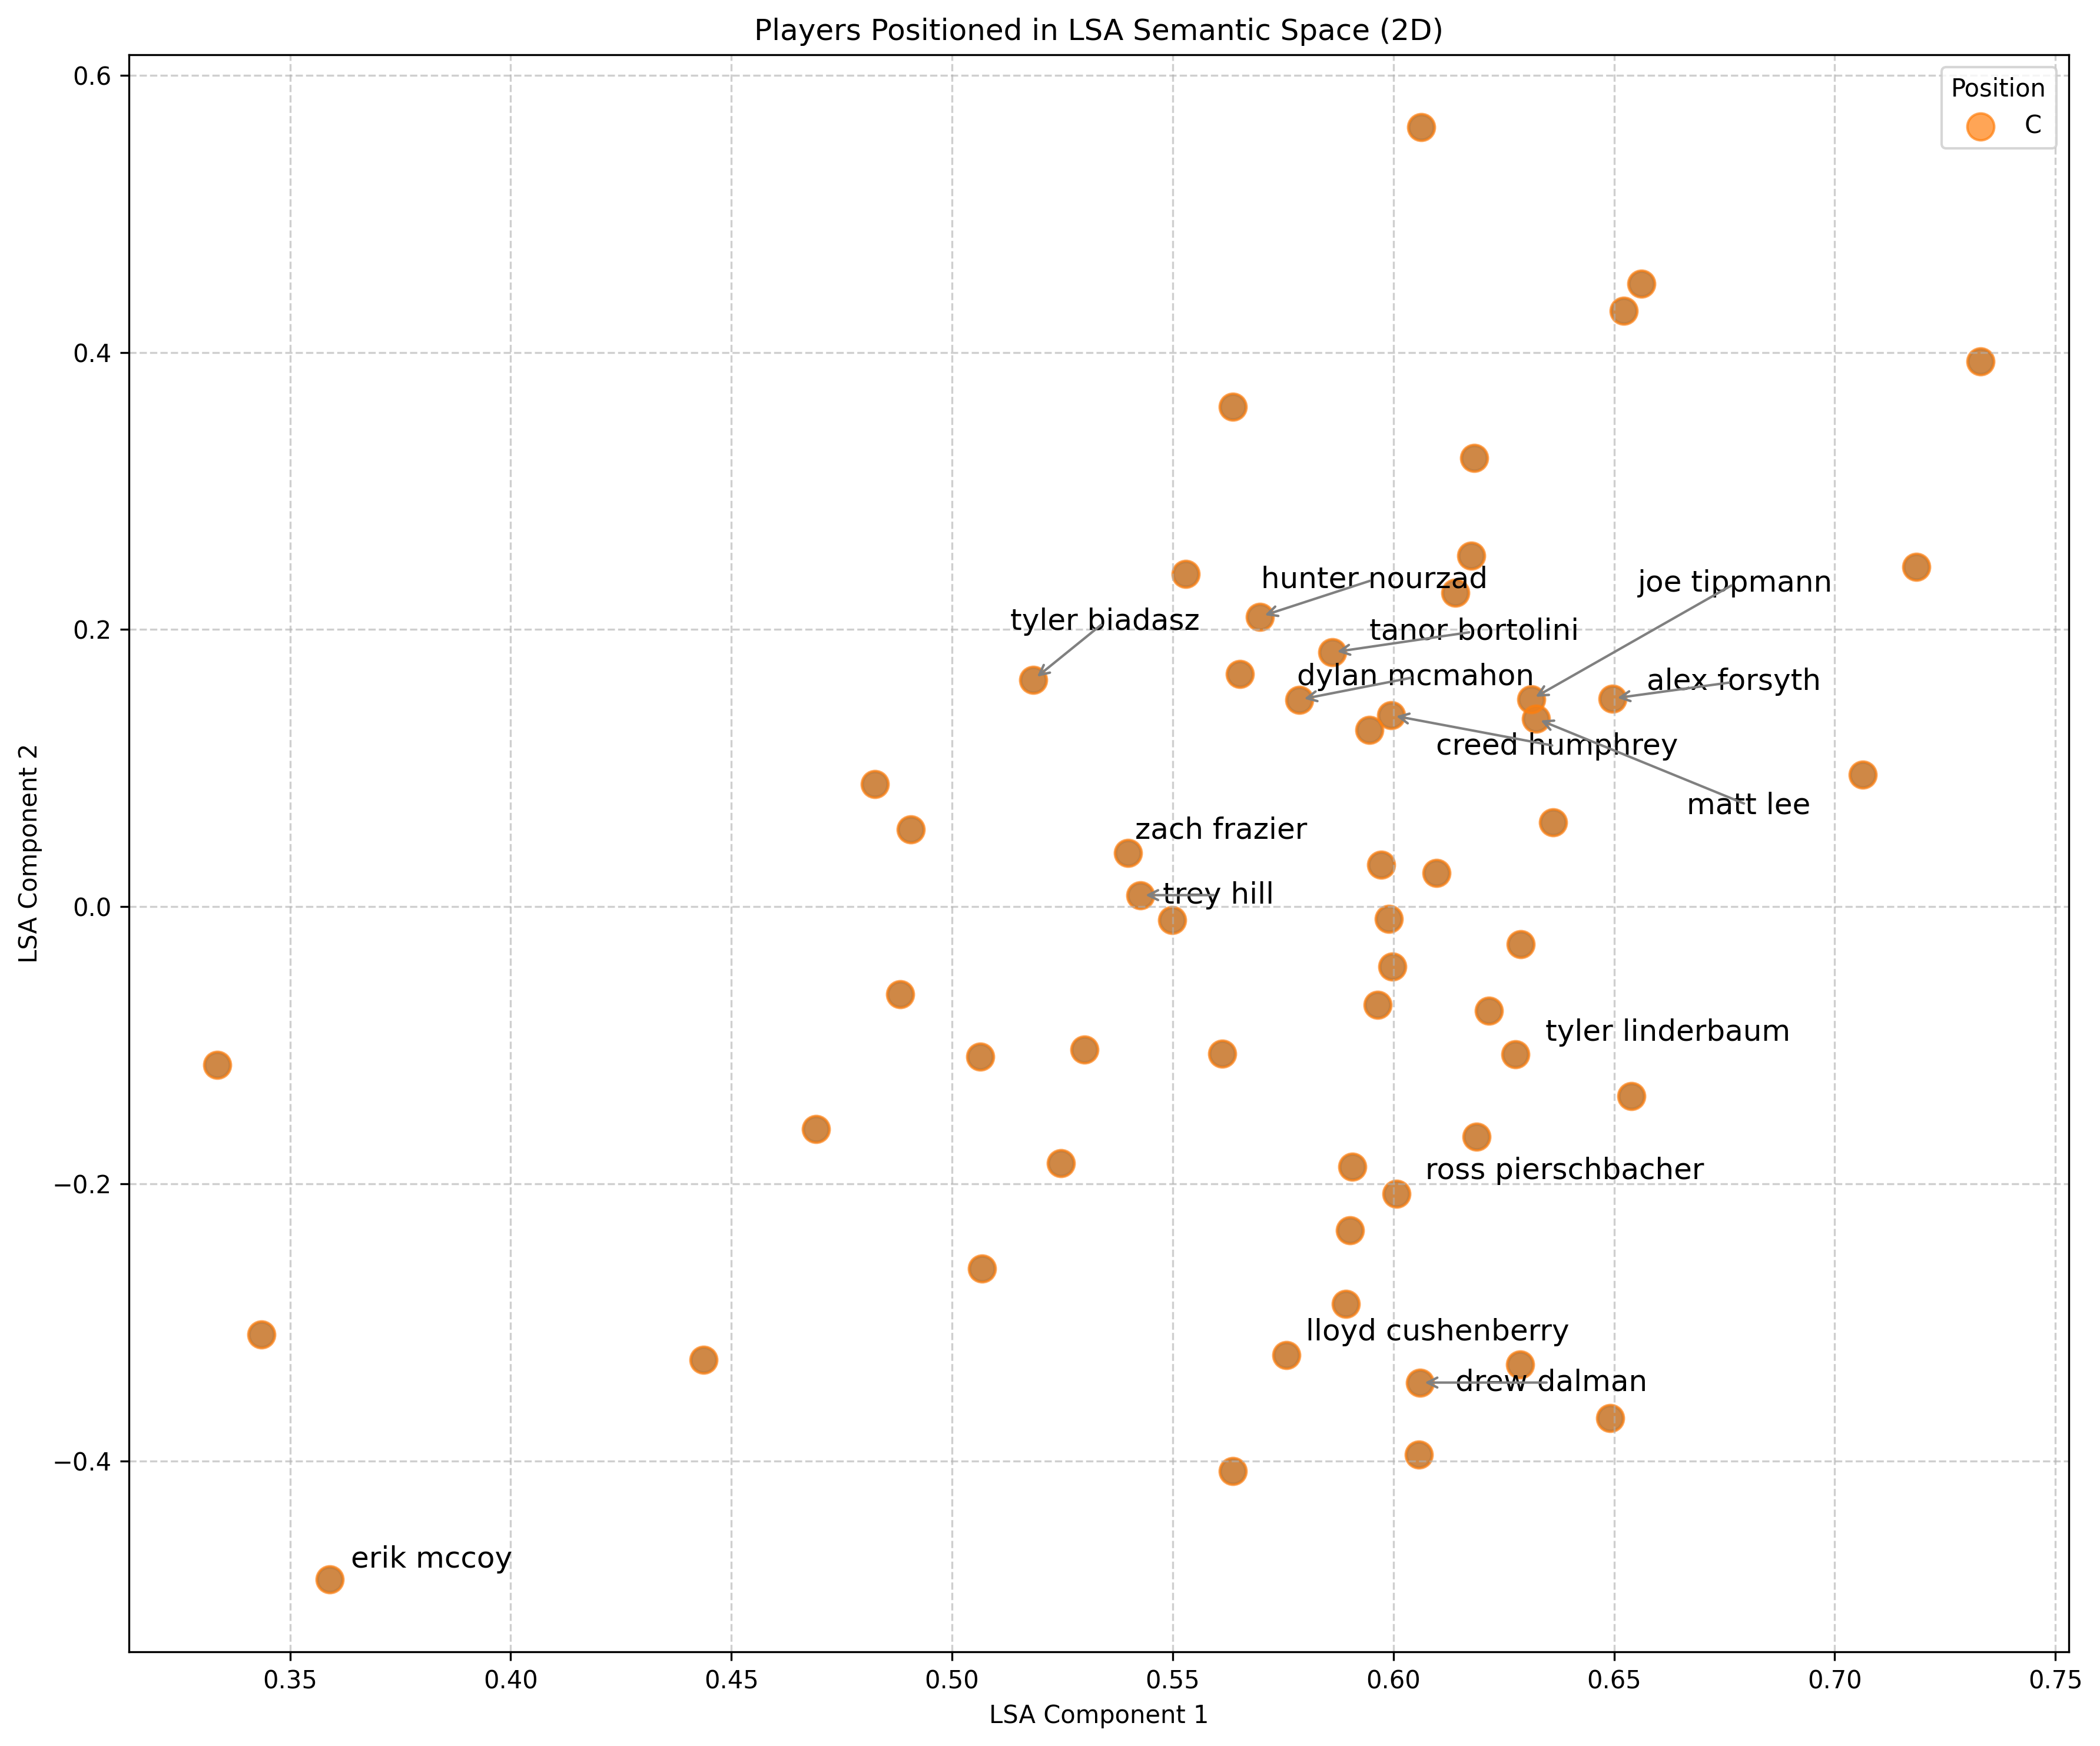 Players Positioned in LSA Semantic Space (2D)
Position
C
0.6
0.4
0.2
0.0
−0.2
−0.4
LSA Component 2
hunter nourzad
joe tippmann
tyler biadasz
tanor bortolini
dylan mcmahon
alex forsyth
creed humphrey
matt lee
zach frazier
trey hill
tyler linderbaum
ross pierschbacher
lloyd cushenberry
drew dalman
erik mccoy
0.35 0.40 0.45 0.50 0.55 0.60 0.65 0.70 0.75
LSA Component 1